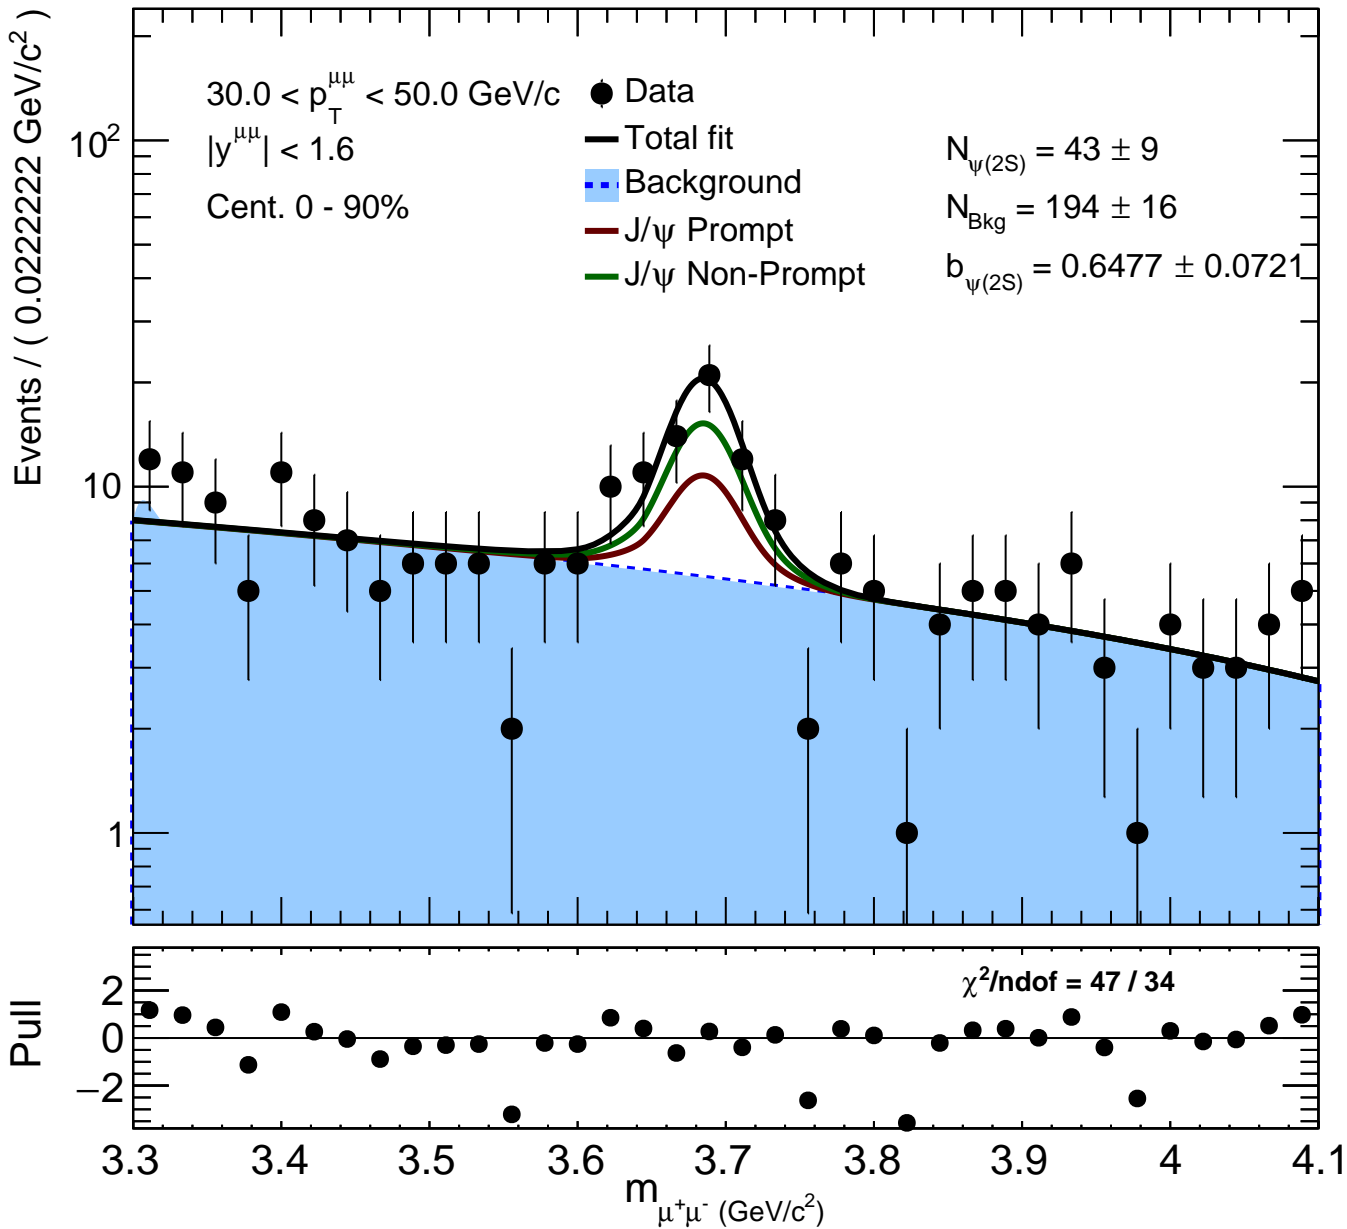 Events / ( 0.0222222 GeV/c² )
30.0 < p_T^μμ < 50.0 GeV/c
|y^μμ| < 1.6
Cent. 0 - 90%
Data
Total fit
Background
J/ψ Prompt
J/ψ Non-Prompt
N_ψ(2S) = 43 ± 9
N_Bkg = 194 ± 16
b_ψ(2S) = 0.6477 ± 0.0721
10²
10
1
Pull
2
0
−2
χ²/ndof = 47 / 34
3.3 3.4 3.5 3.6 3.7 3.8 3.9 4 4.1
m_μ⁺μ⁻ (GeV/c²)